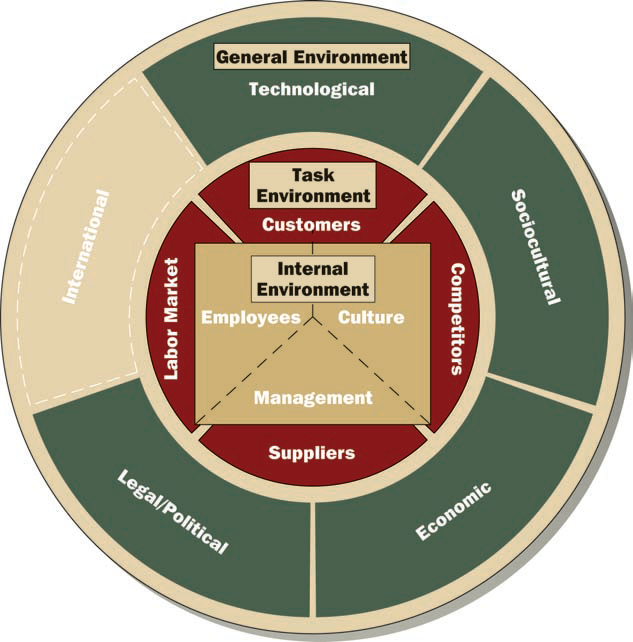 General Environment
Technological
Task
Environment
Customers
International
Sociocultural
Labor Market
Competitors
Internal
Environment
Employees
Culture
Management
Suppliers
Legal/Political
Economic